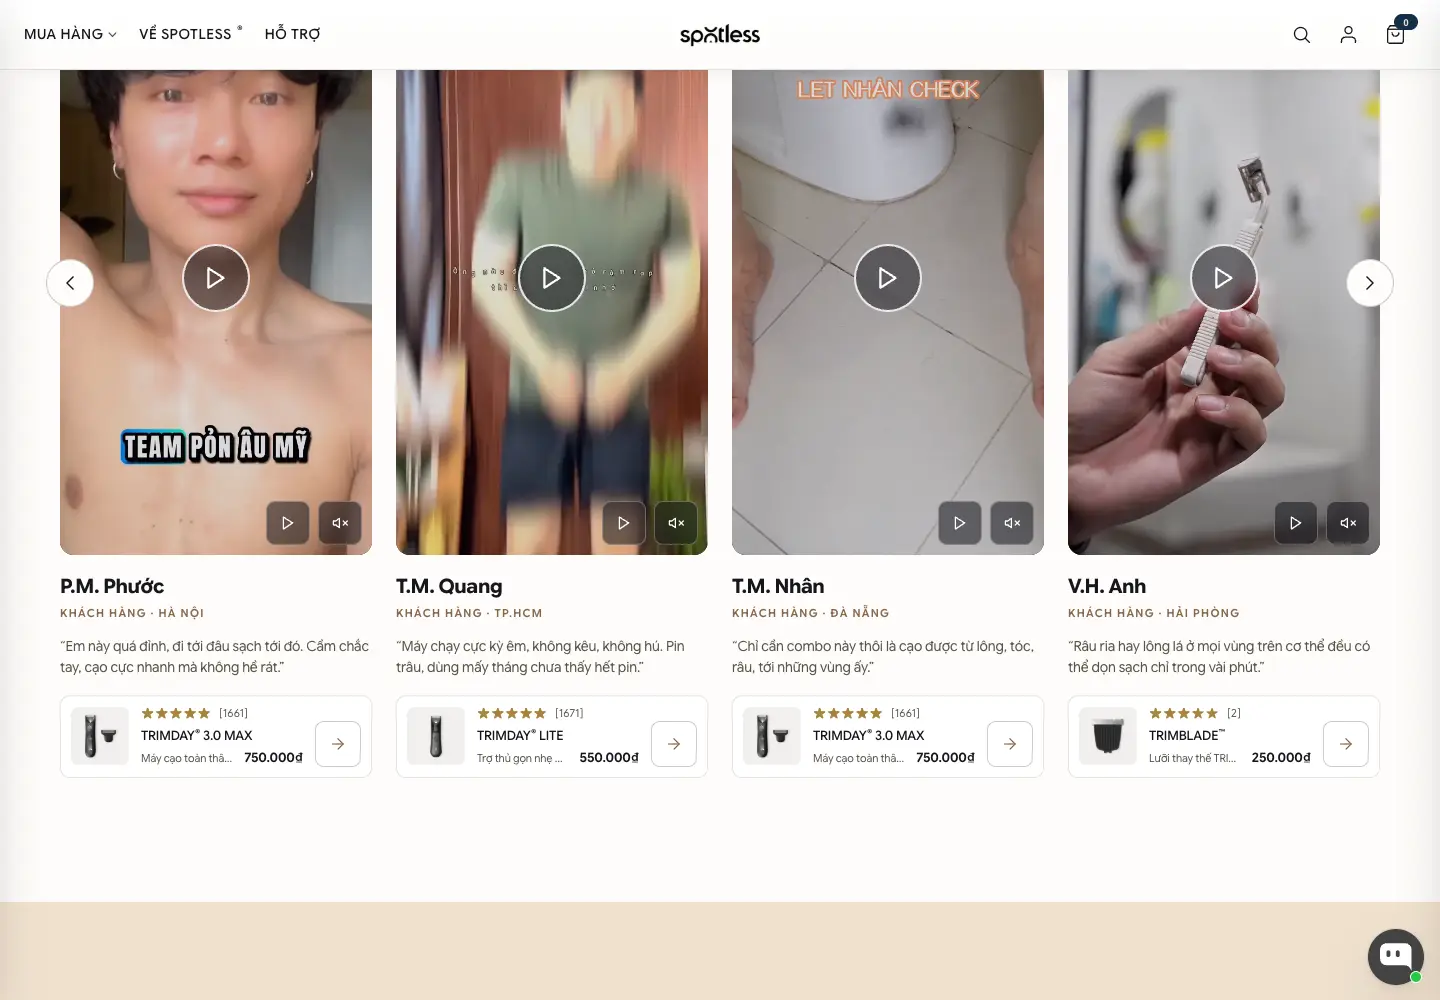 MUA HÀNG
VỀ SPOTLESS ®
HỖ TRỢ
spotless
0
LET NHÂN CHECK
TEAM PỎN ÂU MỸ
P.M. Phước
KHÁCH HÀNG · HÀ NỘI
“Em này quá đỉnh, đi tới đâu sạch tới đó. Cầm chắc
tay, cạo cực nhanh mà không hề rát.”
[1661]
TRIMDAY® 3.0 MAX
Máy cạo toàn thâ...
750.000₫
T.M. Quang
KHÁCH HÀNG · TP.HCM
“Máy chạy cực kỳ êm, không kêu, không hú. Pin
trâu, dùng mấy tháng chưa thấy hết pin.”
[1671]
TRIMDAY® LITE
Trợ thủ gọn nhẹ ...
550.000₫
T.M. Nhân
KHÁCH HÀNG · ĐÀ NẴNG
“Chỉ cần combo này thôi là cạo được từ lông, tóc,
râu, tới những vùng ấy.”
[1661]
TRIMDAY® 3.0 MAX
Máy cạo toàn thâ...
750.000₫
V.H. Anh
KHÁCH HÀNG · HẢI PHÒNG
“Râu ria hay lông lá ở mọi vùng trên cơ thể đều có
thể dọn sạch chỉ trong vài phút.”
[2]
TRIMBLADE™
Lưỡi thay thế TRI...
250.000₫